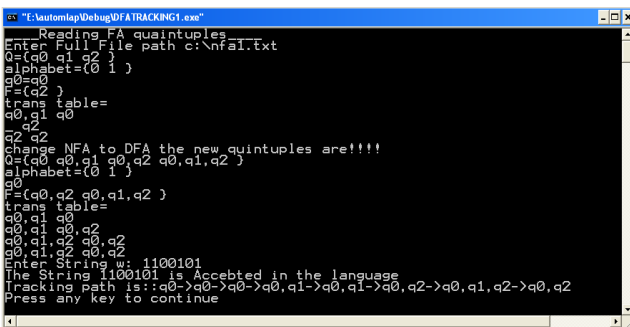 "E:\automlap\Debug\DFATRACKING1.exe"
____Reading FA quaintuples____
Enter Full File path c:\nfa1.txt
Q={q0 q1 q2 }
alphabet={0 1 }
q0=q0
F={q2 }
trans table=
q0,q1 q0
_ q2
q2 q2
change NFA to DFA the new quintuples are!!!!
Q={q0 q0,q1 q0,q2 q0,q1,q2 }
alphabet={0 1 }
q0
F={q0,q2 q0,q1,q2 }
trans table=
q0,q1 q0
q0,q1 q0,q2
q0,q1,q2 q0,q2
q0,q1,q2 q0,q2
Enter String w: 1100101
The String 1100101 is Accebted in the language
Tracking path is::q0->q0->q0->q0,q1->q0,q1->q0,q2->q0,q1,q2->q0,q2
Press any key to continue